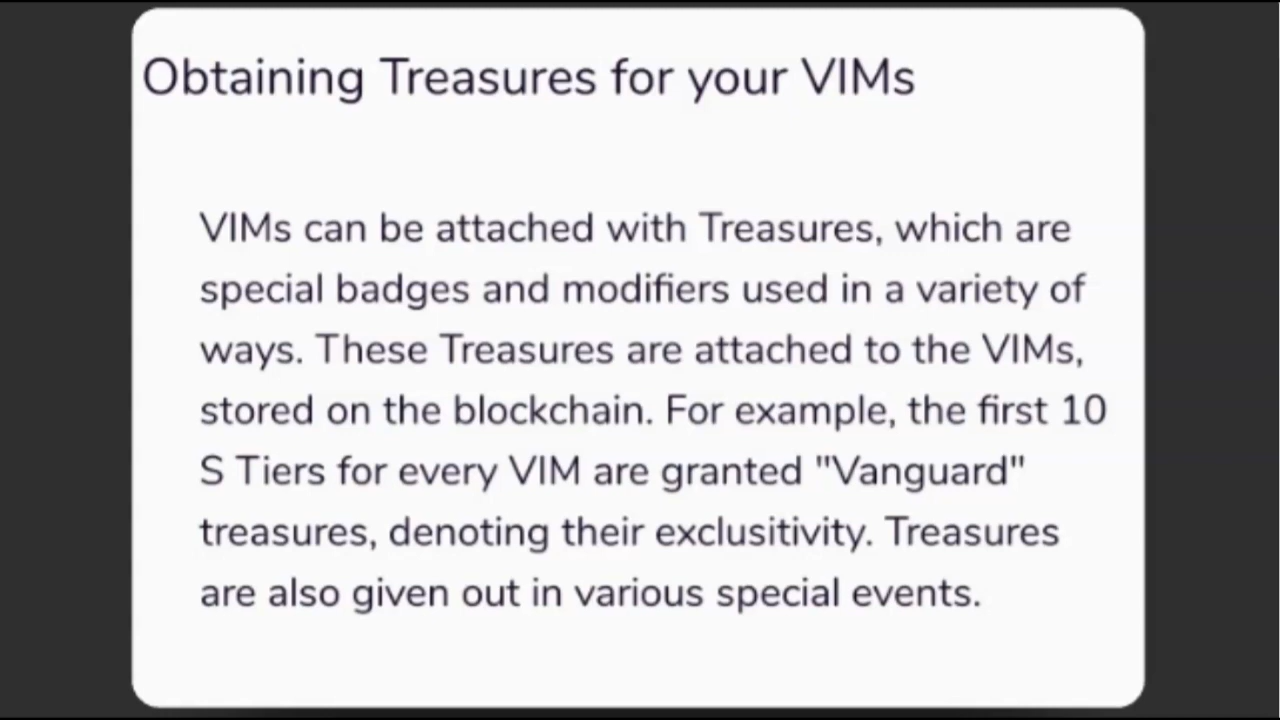 Obtaining Treasures for your VIMs
VIMs can be attached with Treasures, which are
special badges and modifiers used in a variety of
ways. These Treasures are attached to the VIMs,
stored on the blockchain. For example, the first 10
S Tiers for every VIM are granted "Vanguard"
treasures, denoting their exclusitivity. Treasures
are also given out in various special events.